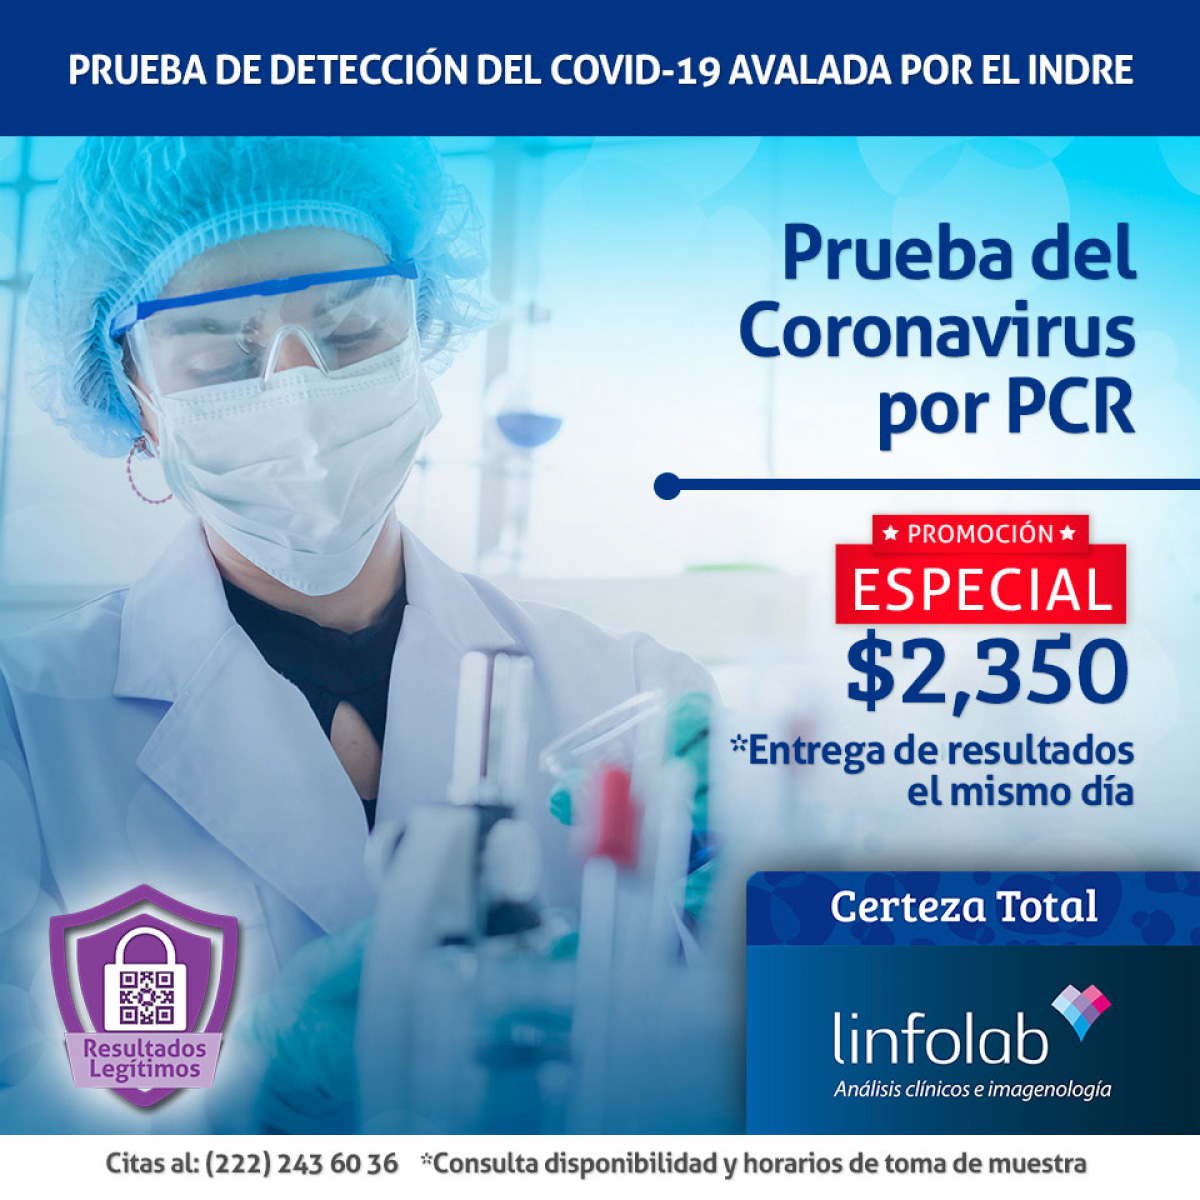 PRUEBA DE DETECCIÓN DEL COVID-19 AVALADA POR EL INDRE
Prueba del
Coronavirus
por PCR
★ PROMOCIÓN ★
ESPECIAL
$2,350
*Entrega de resultados
el mismo día
Certeza Total
linfolab
Análisis clínicos e imagenología
Resultados
Legítimos
Citas al: (222) 243 60 36 *Consulta disponibilidad y horarios de toma de muestra